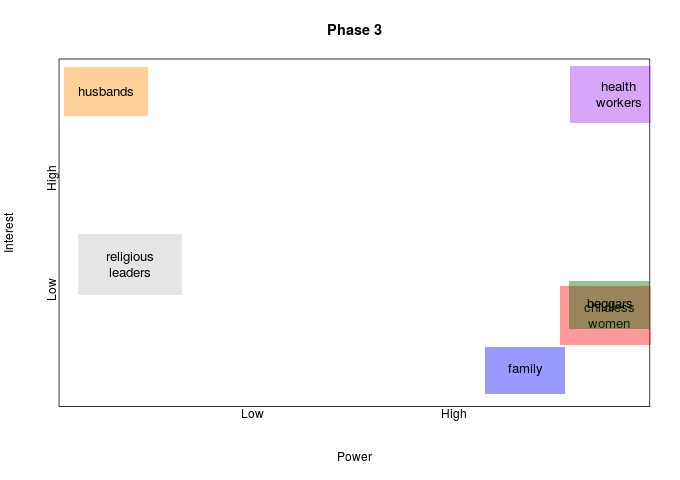 Phase 3
husbands
health
workers
High
Interest
religious
leaders
Low
beggars
childless
women
family
Low
High
Power